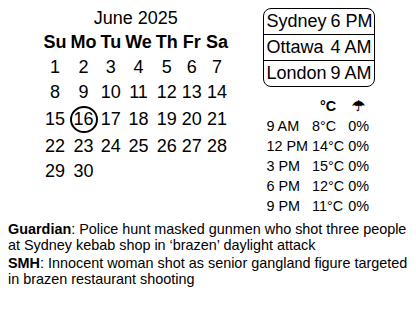 June 2025
Su Mo Tu We Th Fr Sa
1 2 3 4 5 6 7
8 9 10 11 12 13 14
15 16 17 18 19 20 21
22 23 24 25 26 27 28
29 30
Sydney 6 PM
Ottawa 4 AM
London 9 AM
°C ☂
9 AM 8°C 0%
12 PM 14°C 0%
3 PM 15°C 0%
6 PM 12°C 0%
9 PM 11°C 0%
Guardian: Police hunt masked gunmen who shot three people
at Sydney kebab shop in ‘brazen’ daylight attack
SMH: Innocent woman shot as senior gangland figure targeted
in brazen restaurant shooting